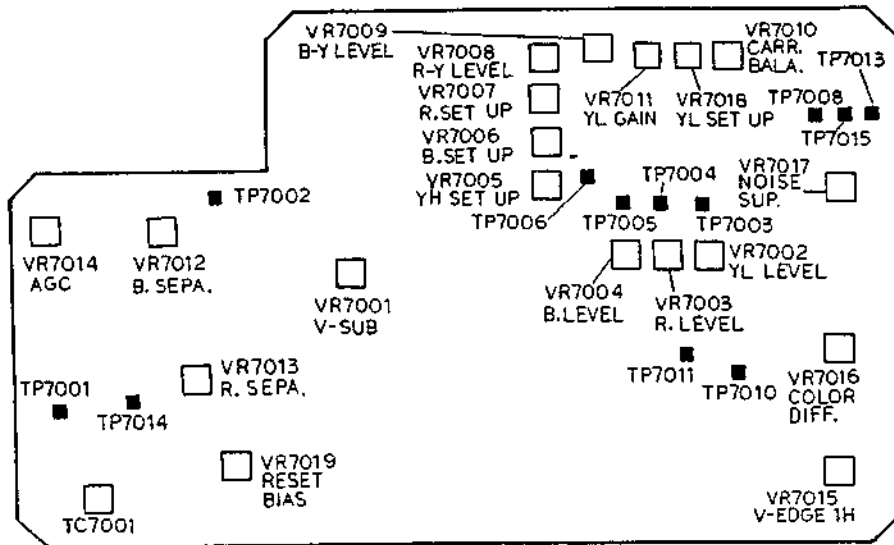 VR7009
B-Y LEVEL
VR7008
R-Y LEVEL
VR7007
R.SET UP
VR7006
B.SET UP
VR7005
YH SET UP
VR7010
CARR.
BALA.
TP7013
VR7011
YL GAIN
VR7018
YL SET UP
TP7008
TP7015
TP7002
TP7006
TP7004
TP7005
TP7003
VR7017
NOISE
SUP.
VR7014
AGC
VR7012
B. SEPA.
VR7001
V-SUB
VR7004
B.LEVEL
VR7003
R. LEVEL
VR7002
YL LEVEL
VR7013
R. SEPA.
TP7001
TP7014
TP7011
TP7010
VR7016
COLOR
DIFF.
VR7019
RESET
BIAS
TC7001
VR7015
V-EDGE 1H